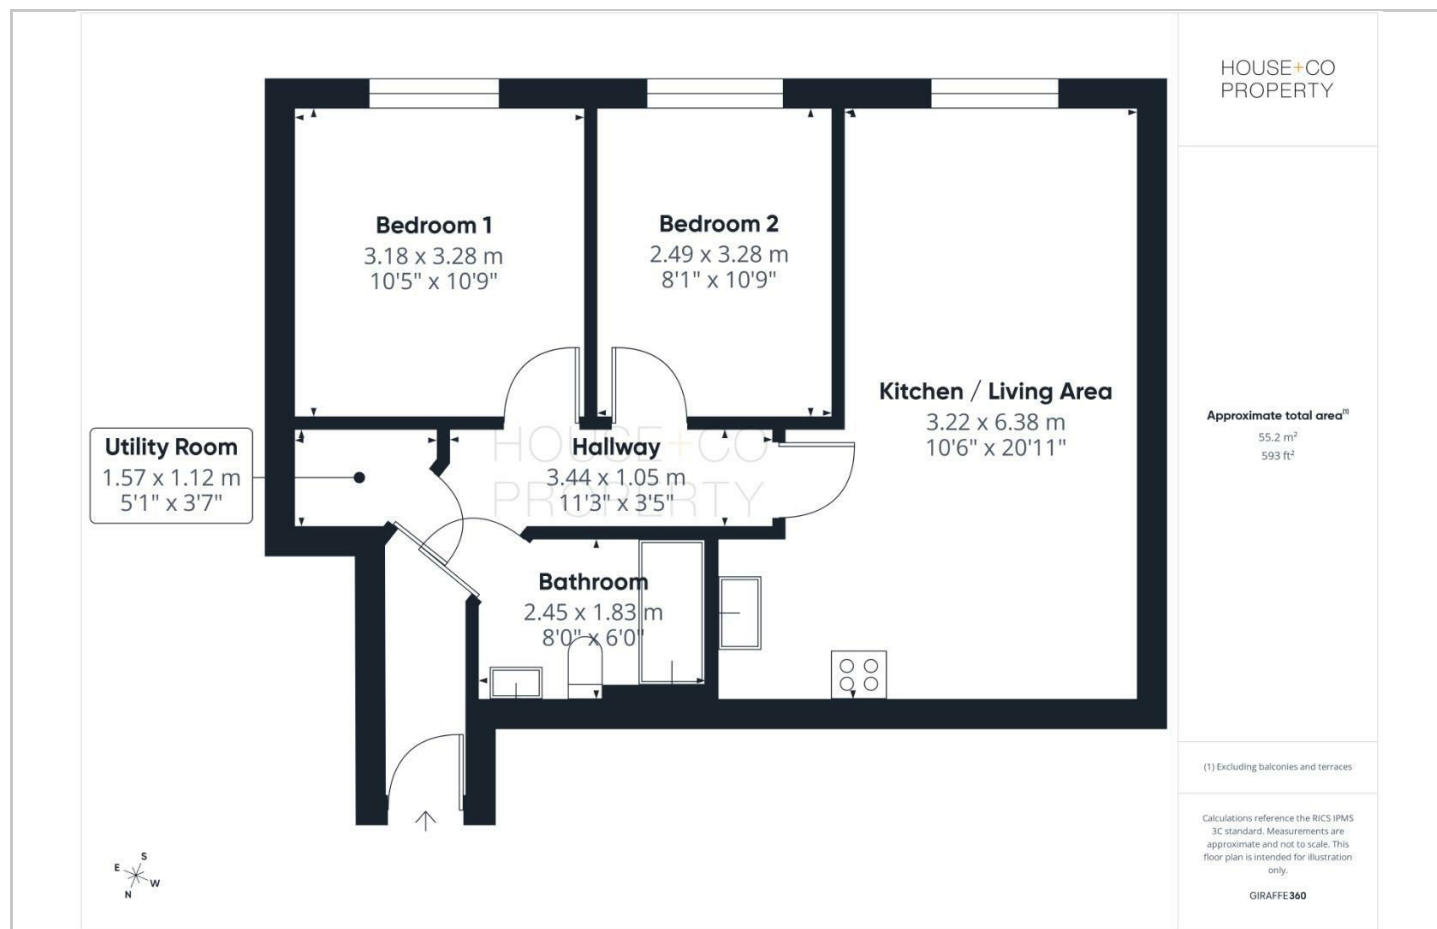 HOUSE+CO
PROPERTY
Bedroom 1
3.18 x 3.28 m
10'5" x 10'9"
Bedroom 2
2.49 x 3.28 m
8'1" x 10'9"
Kitchen / Living Area
3.22 x 6.38 m
10'6" x 20'11"
Utility Room
1.57 x 1.12 m
5'1" x 3'7"
HOUSE+CO
PROPERTY
Hallway
3.44 x 1.05 m
11'3" x 3'5"
Bathroom
2.45 x 1.83 m
8'0" x 6'0"
Approximate total area(1)
55.2 m²
593 ft²
(1) Excluding balconies and terraces
Calculations reference the RICS IPMS
3C standard. Measurements are
approximate and not to scale. This
floor plan is intended for illustration
only.
GIRAFFE360
S
E
W
N